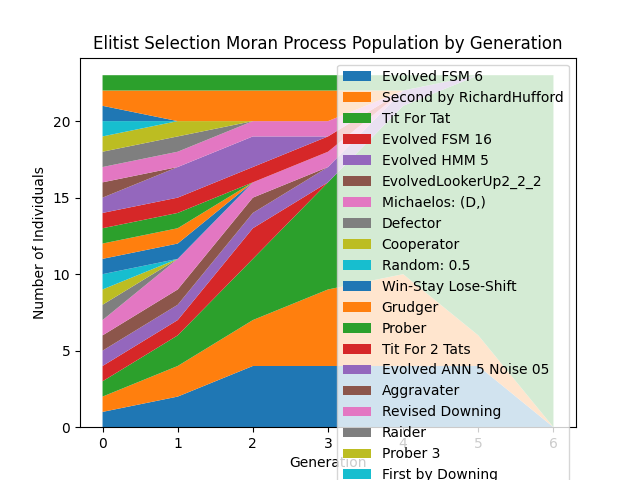 Elitist Selection Moran Process Population by Generation
Number of Individuals
20
15
10
5
0
0 1 2 3 4 5 6
Generation
Evolved FSM 6
Second by RichardHufford
Tit For Tat
Evolved FSM 16
Evolved HMM 5
EvolvedLookerUp2_2_2
Michaelos: (D,)
Defector
Cooperator
Random: 0.5
Win-Stay Lose-Shift
Grudger
Prober
Tit For 2 Tats
Evolved ANN 5 Noise 05
Aggravater
Revised Downing
Raider
Prober 3
First by Downing